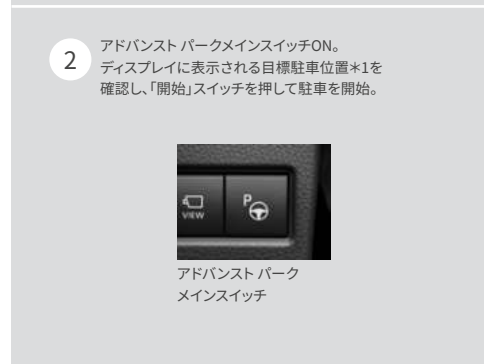 2
アドバンスト パークメインスイッチON。
ディスプレイに表示される目標駐車位置＊1を
確認し、「開始」スイッチを押して駐車を開始。
VIEW
P
アドバンスト パーク
メインスイッチ